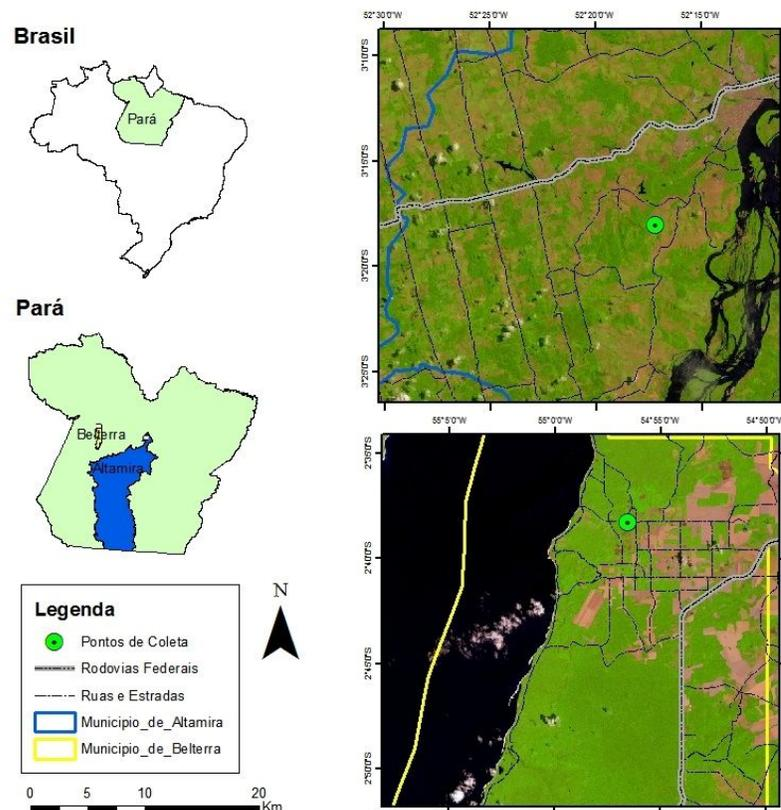 Brasil
Pará
Pará
Belterra
Altamira
Legenda
Pontos de Coleta
Rodovias Federais
Ruas e Estradas
Municipio_de_Altamira
Municipio_de_Belterra
N
0 5 10 20
Km
52°30'0"W 52°25'0"W 52°20'0"W 52°15'0"W
3°10'0"S
3°15'0"S
3°20'0"S
3°25'0"S
55°5'0"W 55°0'0"W 54°55'0"W 54°50'0"W
2°35'0"S
2°40'0"S
2°45'0"S
2°50'0"S